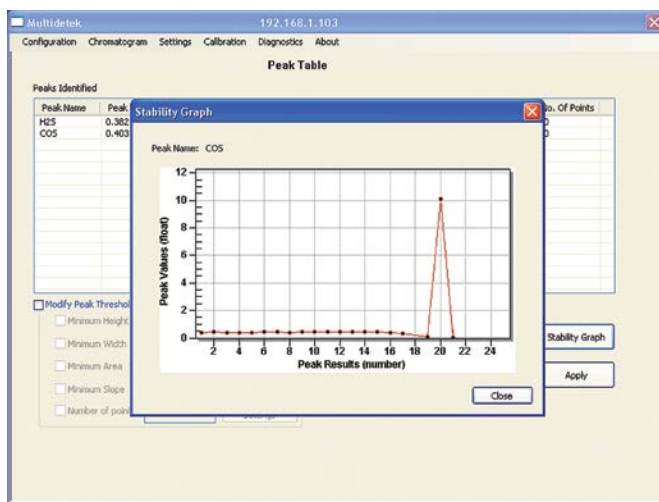 Multidetek 192.168.1.103
Configuration Chromatogram Settings Calibration Diagnostics About
Peak Table
Peaks Identified
Peak Name Peak No. Of Points
H2S 0.382
COS 0.403
Stability Graph
Peak Name: COS
12
10
8
6
4
2
0
Peak Values (float)
2 4 6 8 10 12 14 16 18 20 22 24
Peak Results (number)
Close
Modify Peak Threshol
Minimum Height
Minimum Width
Minimum Area
Minimum Slope
Number of point
Stability Graph
Apply